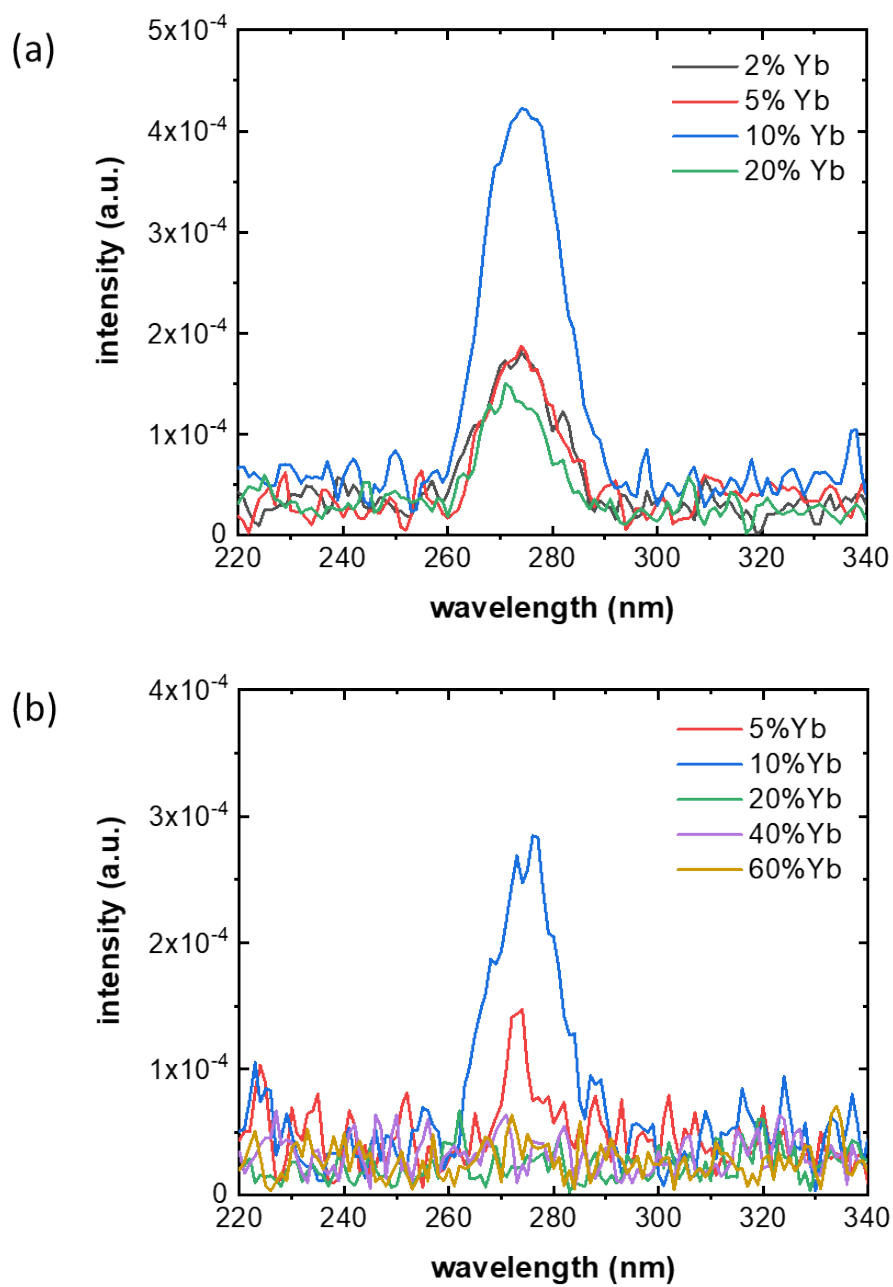 (a)
5x10⁻⁴
4x10⁻⁴
3x10⁻⁴
2x10⁻⁴
1x10⁻⁴
0
intensity (a.u.)
2% Yb
5% Yb
10% Yb
20% Yb
220 240 260 280 300 320 340
wavelength (nm)
(b)
4x10⁻⁴
3x10⁻⁴
2x10⁻⁴
1x10⁻⁴
0
intensity (a.u.)
5%Yb
10%Yb
20%Yb
40%Yb
60%Yb
220 240 260 280 300 320 340
wavelength (nm)